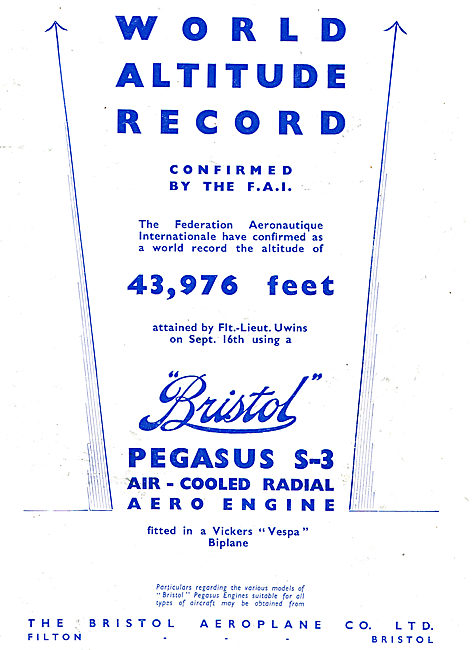 WORLD
ALTITUDE
RECORD
CONFIRMED
BY THE F.A.I.
The Federation Aeronautique
Internationale have confirmed as
a world record the altitude of
43,976 feet
attained by Flt.-Lieut. Uwins
on Sept. 16th using a
"Bristol"
PEGASUS S-3
AIR - COOLED RADIAL
AERO ENGINE
fitted in a Vickers "Vespa"
Biplane
Particulars regarding the various models of
"Bristol" Pegasus Engines suitable for all
types of aircraft may be obtained from
THE BRISTOL AEROPLANE CO. LTD.
FILTON - - - BRISTOL